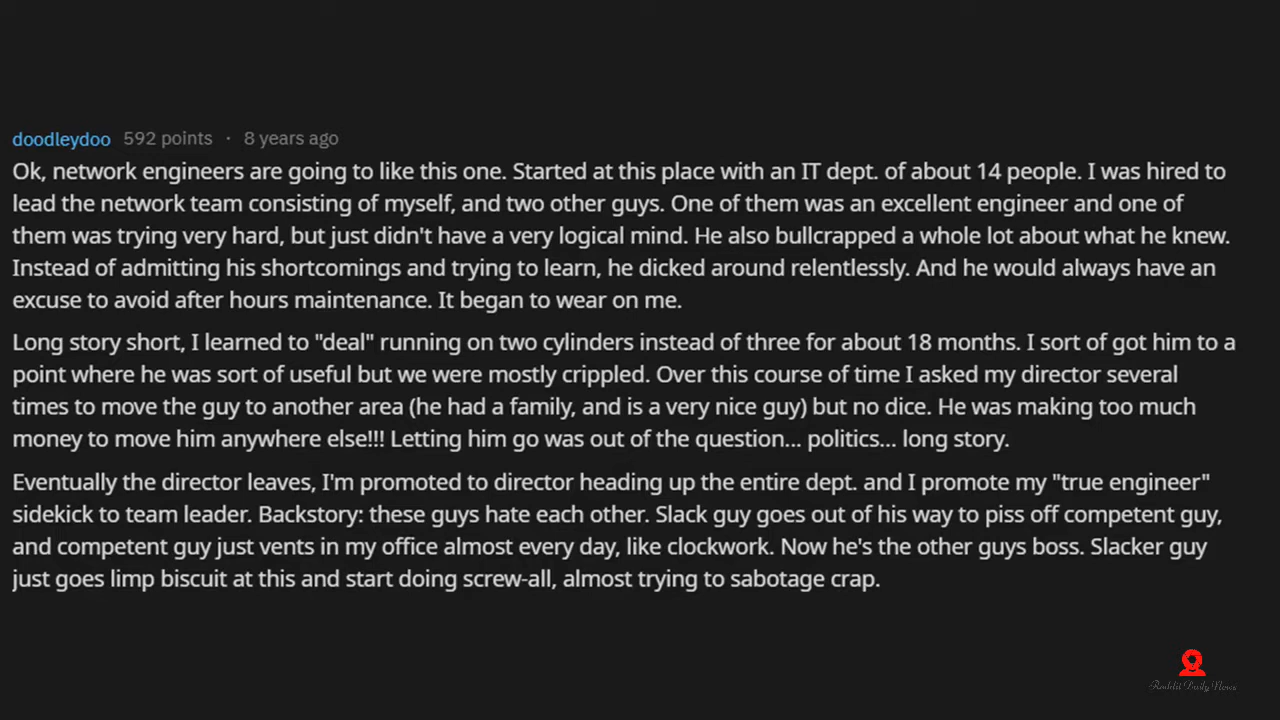 doodleydoo 592 points · 8 years ago
Ok, network engineers are going to like this one. Started at this place with an IT dept. of about 14 people. I was hired to
lead the network team consisting of myself, and two other guys. One of them was an excellent engineer and one of
them was trying very hard, but just didn't have a very logical mind. He also bullcrapped a whole lot about what he knew.
Instead of admitting his shortcomings and trying to learn, he dicked around relentlessly. And he would always have an
excuse to avoid after hours maintenance. It began to wear on me.
Long story short, I learned to "deal" running on two cylinders instead of three for about 18 months. I sort of got him to a
point where he was sort of useful but we were mostly crippled. Over this course of time I asked my director several
times to move the guy to another area (he had a family, and is a very nice guy) but no dice. He was making too much
money to move him anywhere else!!! Letting him go was out of the question... politics... long story.
Eventually the director leaves, I'm promoted to director heading up the entire dept. and I promote my "true engineer"
sidekick to team leader. Backstory: these guys hate each other. Slack guy goes out of his way to piss off competent guy,
and competent guy just vents in my office almost every day, like clockwork. Now he's the other guys boss. Slacker guy
just goes limp biscuit at this and start doing screw-all, almost trying to sabotage crap.
Reddit Daily News